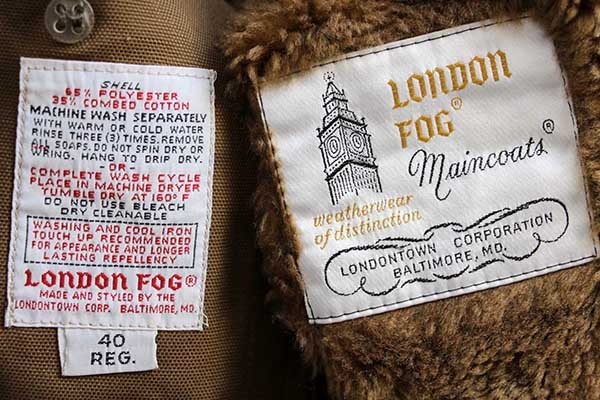 SHELL
65% POLYESTER
35% COMBED COTTON
MACHINE WASH SEPARATELY
WITH WARM OR COLD WATER
RINSE THREE (3) TIMES. REMOVE
ALL SOAPS. DO NOT SPIN DRY OR
WRING. HANG TO DRIP DRY.
- OR -
COMPLETE WASH CYCLE
PLACE IN MACHINE DRYER
TUMBLE DRY AT 160° F
DO NOT USE BLEACH
DRY CLEANABLE
WASHING AND COOL IRON
TOUCH UP RECOMMENDED
FOR APPEARANCE AND LONGER
LASTING REPELLENCY
LONDON FOG®
MADE AND STYLED BY THE
LONDONTOWN CORP. BALTIMORE, MD.
40
REG.
LONDON
FOG®
Maincoats®
weatherwear
of distinction
LONDONTOWN CORPORATION
BALTIMORE, MD.